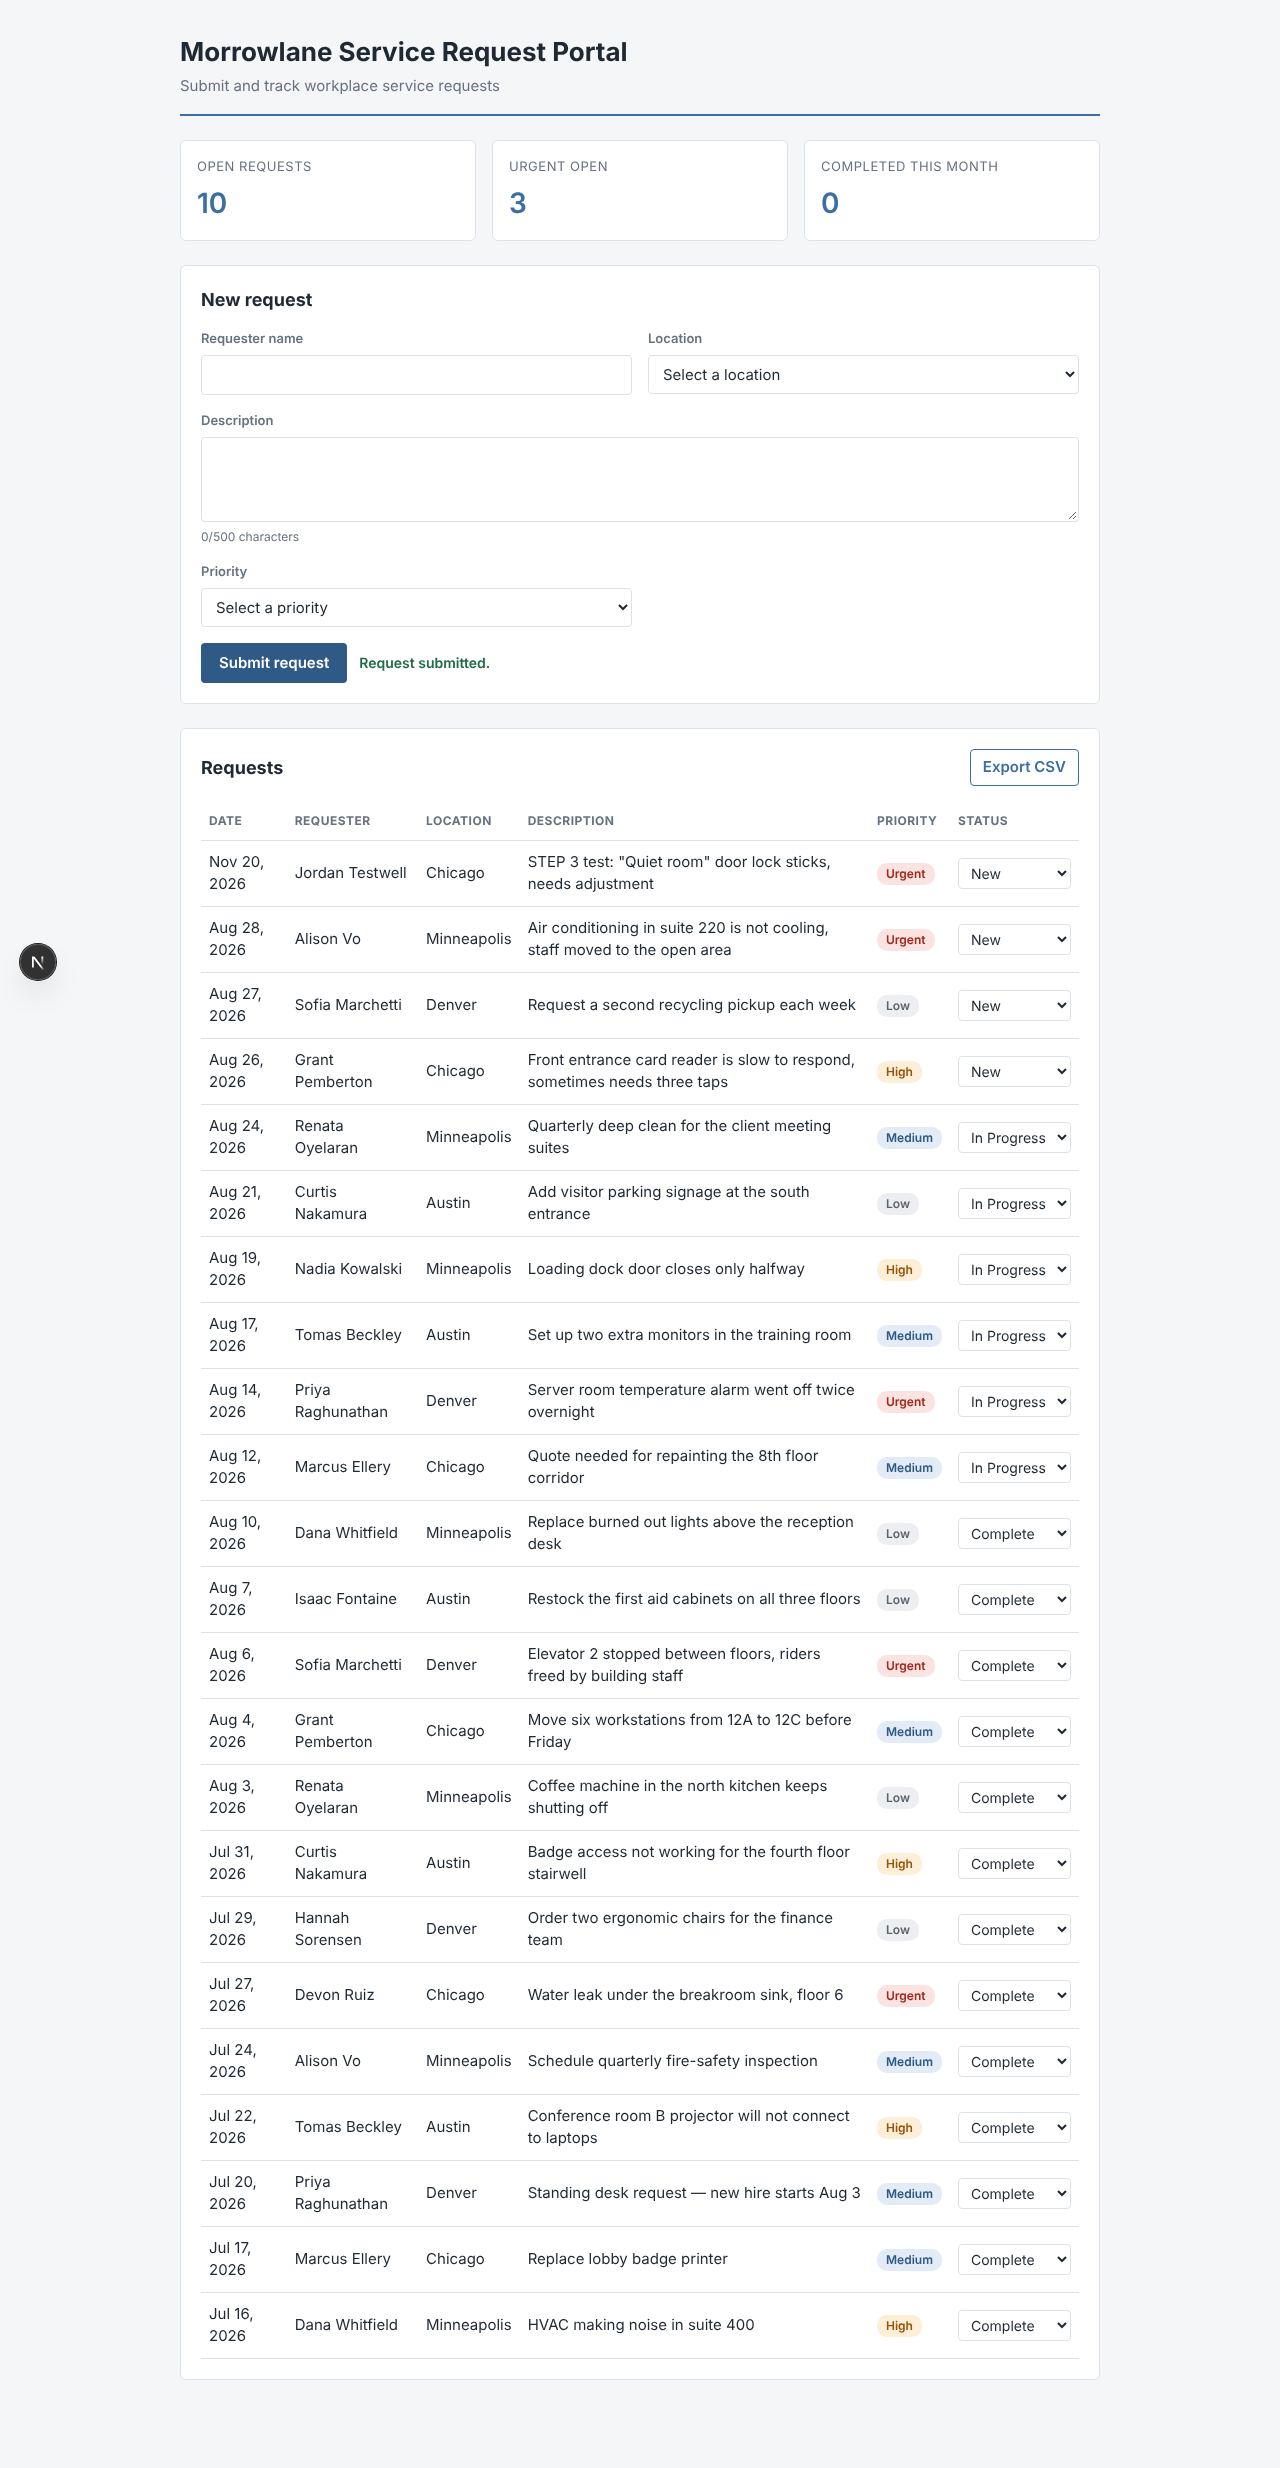 Morrowlane Service Request Portal
Submit and track workplace service requests
OPEN REQUESTS
10
URGENT OPEN
3
COMPLETED THIS MONTH
0
New request
Requester name
Location
Select a location
Description
0/500 characters
Priority
Select a priority
Submit request
Request submitted.
Requests
Export CSV
DATE REQUESTER LOCATION DESCRIPTION PRIORITY STATUS
Nov 20,
2026
Jordan Testwell
Chicago
STEP 3 test: "Quiet room" door lock sticks,
needs adjustment
Urgent
New
Aug 28,
2026
Alison Vo
Minneapolis
Air conditioning in suite 220 is not cooling,
staff moved to the open area
Urgent
New
Aug 27,
2026
Sofia Marchetti
Denver
Request a second recycling pickup each week
Low
New
Aug 26,
2026
Grant
Pemberton
Chicago
Front entrance card reader is slow to respond,
sometimes needs three taps
High
New
Aug 24,
2026
Renata
Oyelaran
Minneapolis
Quarterly deep clean for the client meeting
suites
Medium
In Progress
Aug 21,
2026
Curtis
Nakamura
Austin
Add visitor parking signage at the south
entrance
Low
In Progress
Aug 19,
2026
Nadia Kowalski
Minneapolis
Loading dock door closes only halfway
High
In Progress
Aug 17,
2026
Tomas Beckley
Austin
Set up two extra monitors in the training room
Medium
In Progress
Aug 14,
2026
Priya
Raghunathan
Denver
Server room temperature alarm went off twice
overnight
Urgent
In Progress
Aug 12,
2026
Marcus Ellery
Chicago
Quote needed for repainting the 8th floor
corridor
Medium
In Progress
Aug 10,
2026
Dana Whitfield
Minneapolis
Replace burned out lights above the reception
desk
Low
Complete
Aug 7,
2026
Isaac Fontaine
Austin
Restock the first aid cabinets on all three floors
Low
Complete
Aug 6,
2026
Sofia Marchetti
Denver
Elevator 2 stopped between floors, riders
freed by building staff
Urgent
Complete
Aug 4,
2026
Grant
Pemberton
Chicago
Move six workstations from 12A to 12C before
Friday
Medium
Complete
Aug 3,
2026
Renata
Oyelaran
Minneapolis
Coffee machine in the north kitchen keeps
shutting off
Low
Complete
Jul 31,
2026
Curtis
Nakamura
Austin
Badge access not working for the fourth floor
stairwell
High
Complete
Jul 29,
2026
Hannah
Sorensen
Denver
Order two ergonomic chairs for the finance
team
Low
Complete
Jul 27,
2026
Devon Ruiz
Chicago
Water leak under the breakroom sink, floor 6
Urgent
Complete
Jul 24,
2026
Alison Vo
Minneapolis
Schedule quarterly fire-safety inspection
Medium
Complete
Jul 22,
2026
Tomas Beckley
Austin
Conference room B projector will not connect
to laptops
High
Complete
Jul 20,
2026
Priya
Raghunathan
Denver
Standing desk request — new hire starts Aug 3
Medium
Complete
Jul 17,
2026
Marcus Ellery
Chicago
Replace lobby badge printer
Medium
Complete
Jul 16,
2026
Dana Whitfield
Minneapolis
HVAC making noise in suite 400
High
Complete
N